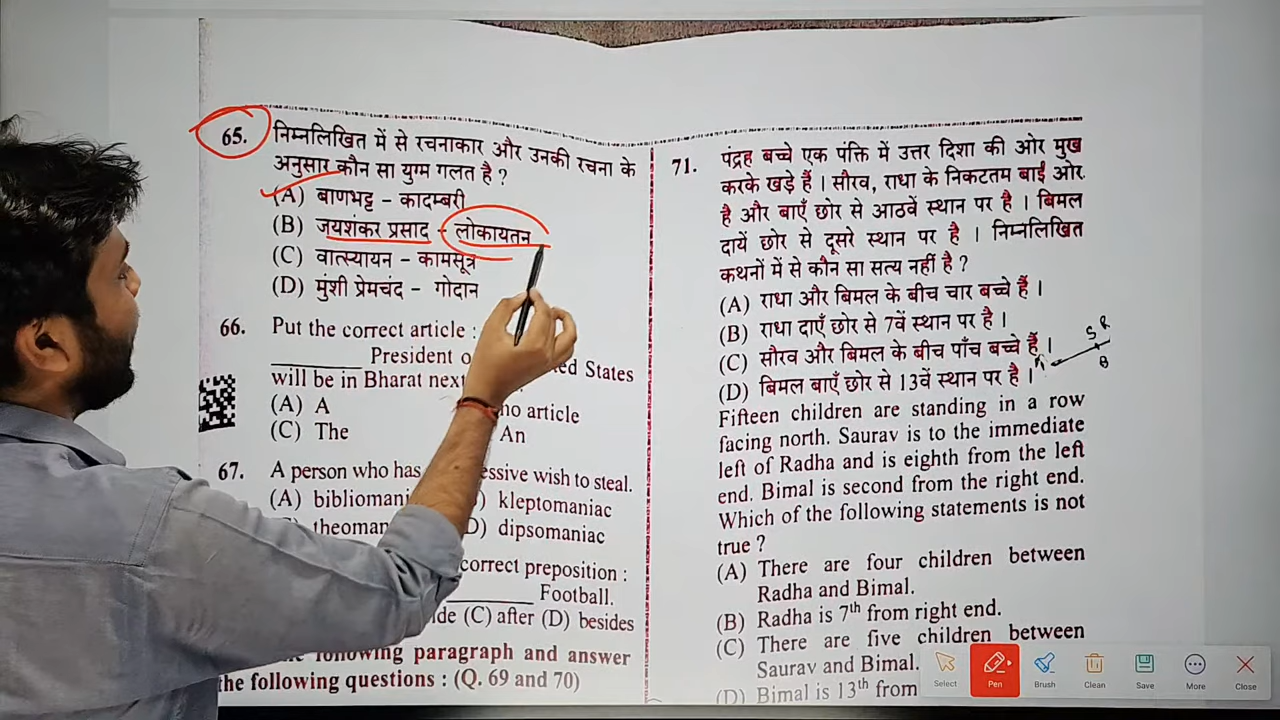 65. निम्नलिखित में से रचनाकार और उनकी रचना के
अनुसार कौन सा युग्म गलत है ?
(A) बाणभट्ट – कादम्बरी
(B) जयशंकर प्रसाद - लोकायतन
(C) वात्स्यायन – कामसूत्र
(D) मुंशी प्रेमचंद – गोदान
66. Put the correct article :
________ President o ed States
will be in Bharat nex
(A) A no article
(C) The An
67. A person who has essive wish to steal.
(A) bibliomani kleptomaniac
theoman D) dipsomaniac
correct preposition :
________ Football.
de (C) after (D) besides
following paragraph and answer
the following questions : (Q. 69 and 70)
71. पंद्रह बच्चे एक पंक्ति में उत्तर दिशा की ओर मुख
करके खड़े हैं । सौरव, राधा के निकटतम बाईं ओर
है और बाएँ छोर से आठवें स्थान पर है । बिमल
दायें छोर से दूसरे स्थान पर है । निम्नलिखित
कथनों में से कौन सा सत्य नहीं है ?
(A) राधा और बिमल के बीच चार बच्चे हैं ।
(B) राधा दाएँ छोर से 7वें स्थान पर है ।
(C) सौरव और बिमल के बीच पाँच बच्चे हैं ।
(D) बिमल बाएँ छोर से 13वें स्थान पर है ।
S R
B
Fifteen children are standing in a row
facing north. Saurav is to the immediate
left of Radha and is eighth from the left
end. Bimal is second from the right end.
Which of the following statements is not
true ?
(A) There are four children between
Radha and Bimal.
(B) Radha is 7th from right end.
(C) There are five children between
Saurav and Bimal.
(D) Bimal is 13th from
Select Pen Brush Clean Save More Close